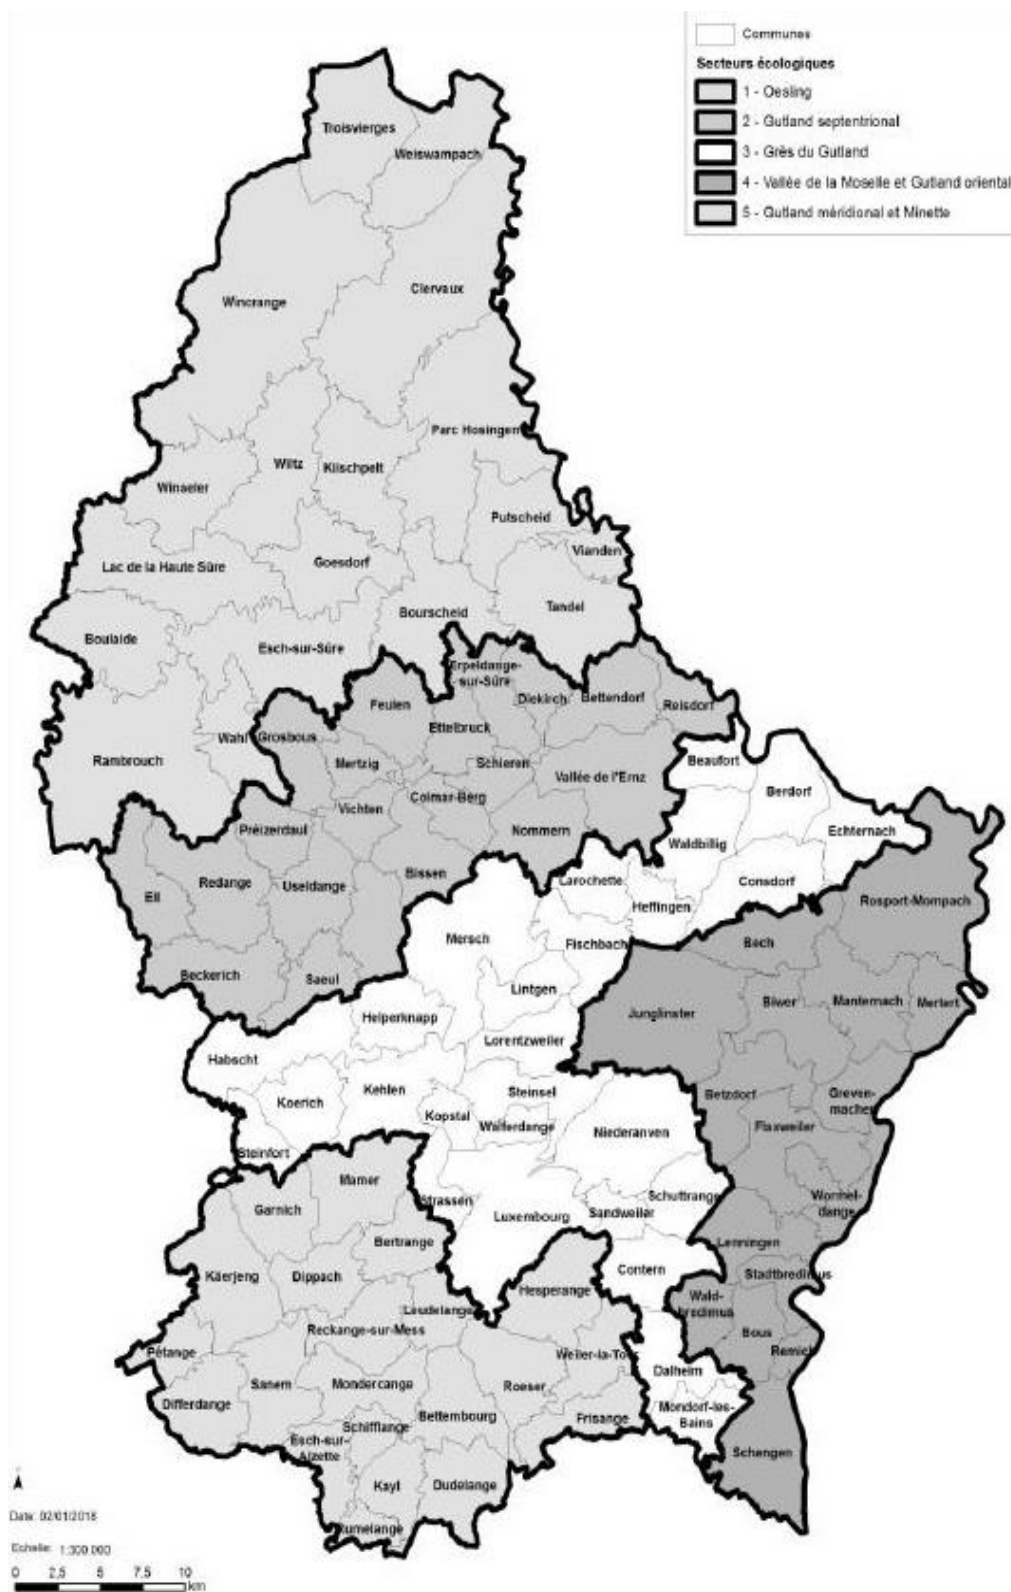 Communes
Secteurs écologiques
1 - Oesling
2 - Gutland septentrional
3 - Grès du Gutland
4 - Vallée de la Moselle et Gutland oriental
5 - Gutland méridional et Minette
Troisvierges
Weiswampach
Clervaux
Wincrange
Parc Hosingen
Wiltz
Kiischpelt
Winseler
Putscheid
Vianden
Goesdorf
Lac de la Haute Sûre
Tandel
Bourscheid
Boulaide
Esch-sur-Sûre
Erpeldange-
sur-Sûre
Diekirch
Bettendorf
Reisdorf
Feulen
Ettelbruck
Wahl
Grosbous
Rambrouch
Mertzig
Schieren
Vallée de l'Ernz
Beaufort
Berdorf
Colmar-Berg
Vichten
Préizerdaul
Nommern
Echternach
Waldbillig
Bissen
Larochette
Consdorf
Redange
Useldange
Ell
Heffingen
Rosport-Mompach
Mersch
Fischbach
Bech
Beckerich
Saeul
Lintgen
Biwer
Manternach
Mertert
Junglinster
Helperknapp
Lorentzweiler
Habscht
Kehlen
Steinsel
Betzdorf
Greven-
macher
Koerich
Kopstal
Walferdange
Niederanven
Flaxweiler
Steinfort
Mamer
Strassen
Schuttrange
Wormel-
dange
Garnich
Luxembourg
Sandweiler
Bertrange
Lenningen
Contern
Stadtbredimus
Käerjeng
Dippach
Hesperange
Wald-
bredimus
Leudelange
Reckange-sur-Mess
Bous
Remich
Pétange
Weiler-la-Tour
Dalheim
Sanem
Mondercange
Roeser
Differdange
Mondorf-les-
Bains
Schifflange
Bettembourg
Frisange
Esch-sur-
Alzette
Schengen
Kayl
Dudelange
Rumelange
Date: 02/01/2018
Echelle: 1:300 000
0 2,5 5 7,5 10
km